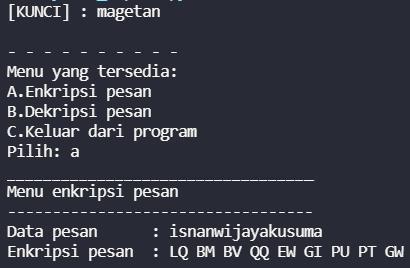 [KUNCI] : magetan
- - - - - - - - - -
Menu yang tersedia:
A.Enkripsi pesan
B.Dekripsi pesan
C.Keluar dari program
Pilih: a
__________________________________
Menu enkripsi pesan
----------------------------------
Data pesan      : isnanwijayakusuma
Enkripsi pesan  : LQ BM BV QQ EW GI PU PT GW